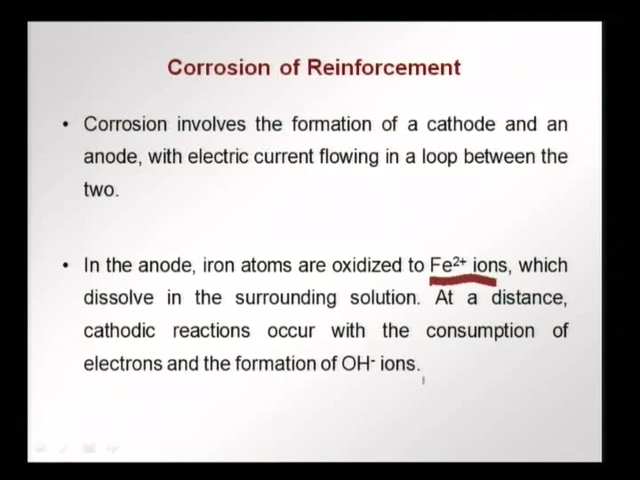 Corrosion of Reinforcement
• Corrosion involves the formation of a cathode and an
anode, with electric current flowing in a loop between the
two.
• In the anode, iron atoms are oxidized to Fe²⁺ ions, which
dissolve in the surrounding solution. At a distance,
cathodic reactions occur with the consumption of
electrons and the formation of OH⁻ ions.